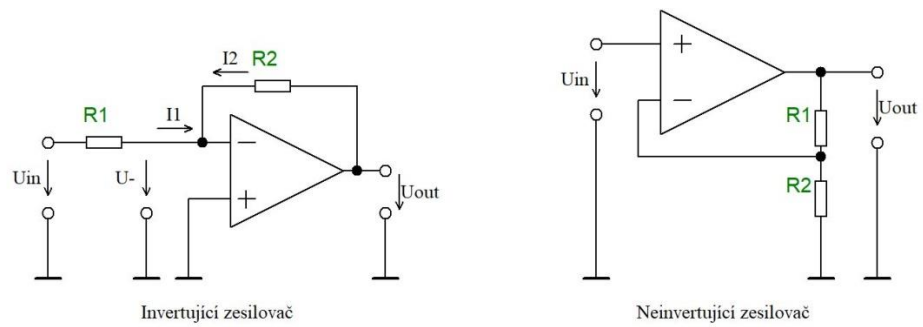 I2
R2
R1
I1
Uin
U-
Uout
Invertující zesilovač
Uin
Uout
R1
R2
Neinvertující zesilovač